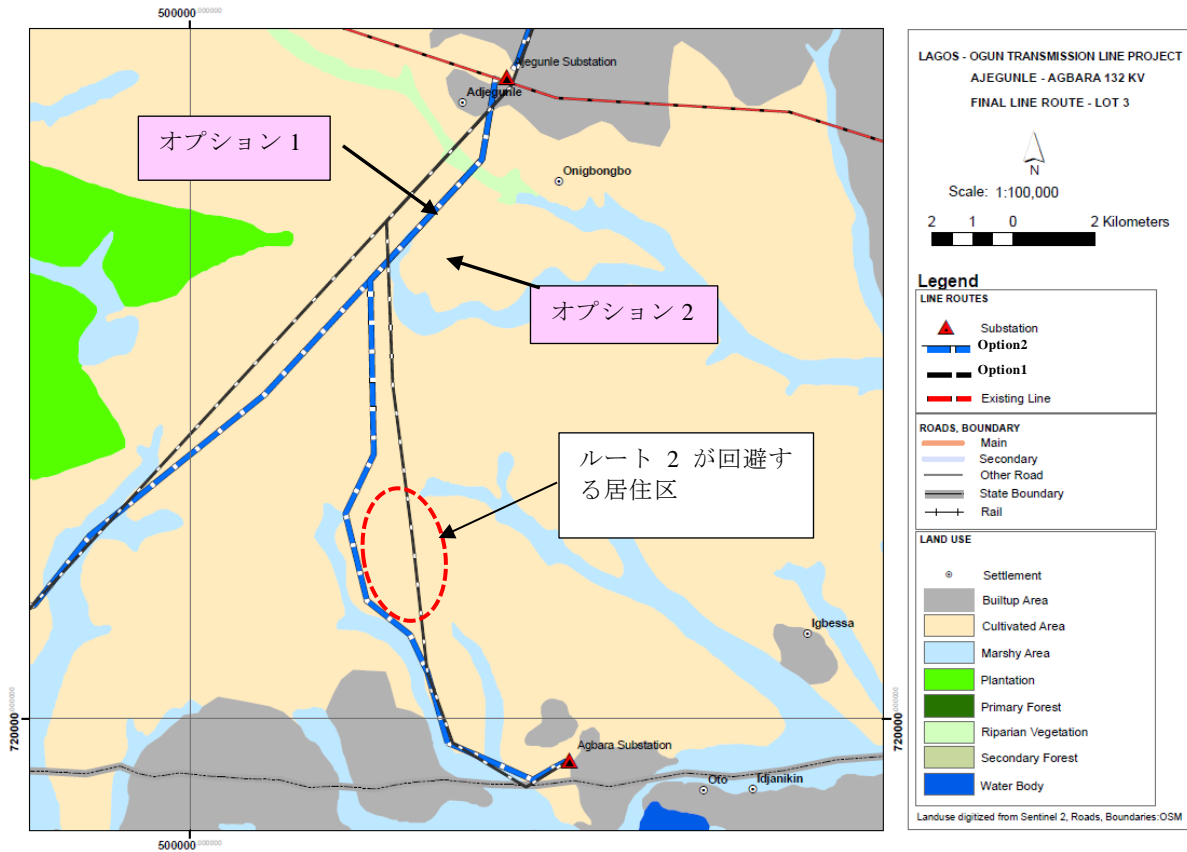 500000.000000
Ajegunle Substation
Adjegunle
オプション 1
Onigbongbo
オプション 2
ルート 2 が回避す
る居住区
Igbessa
720000.000000
720000.000000
Agbara Substation
Oto
Idjanikin
500000.000000
LAGOS - OGUN TRANSMISSION LINE PROJECT
AJEGUNLE - AGBARA 132 KV
FINAL LINE ROUTE - LOT 3
N
Scale: 1:100,000
2 1 0 2 Kilometers
Legend
LINE ROUTES
Substation
Option2
Option1
Existing Line
ROADS, BOUNDARY
Main
Secondary
Other Road
State Boundary
Rail
LAND USE
Settlement
Builtup Area
Cultivated Area
Marshy Area
Plantation
Primary Forest
Riparian Vegetation
Secondary Forest
Water Body
Landuse digitized from Sentinel 2, Roads, Boundaries:OSM